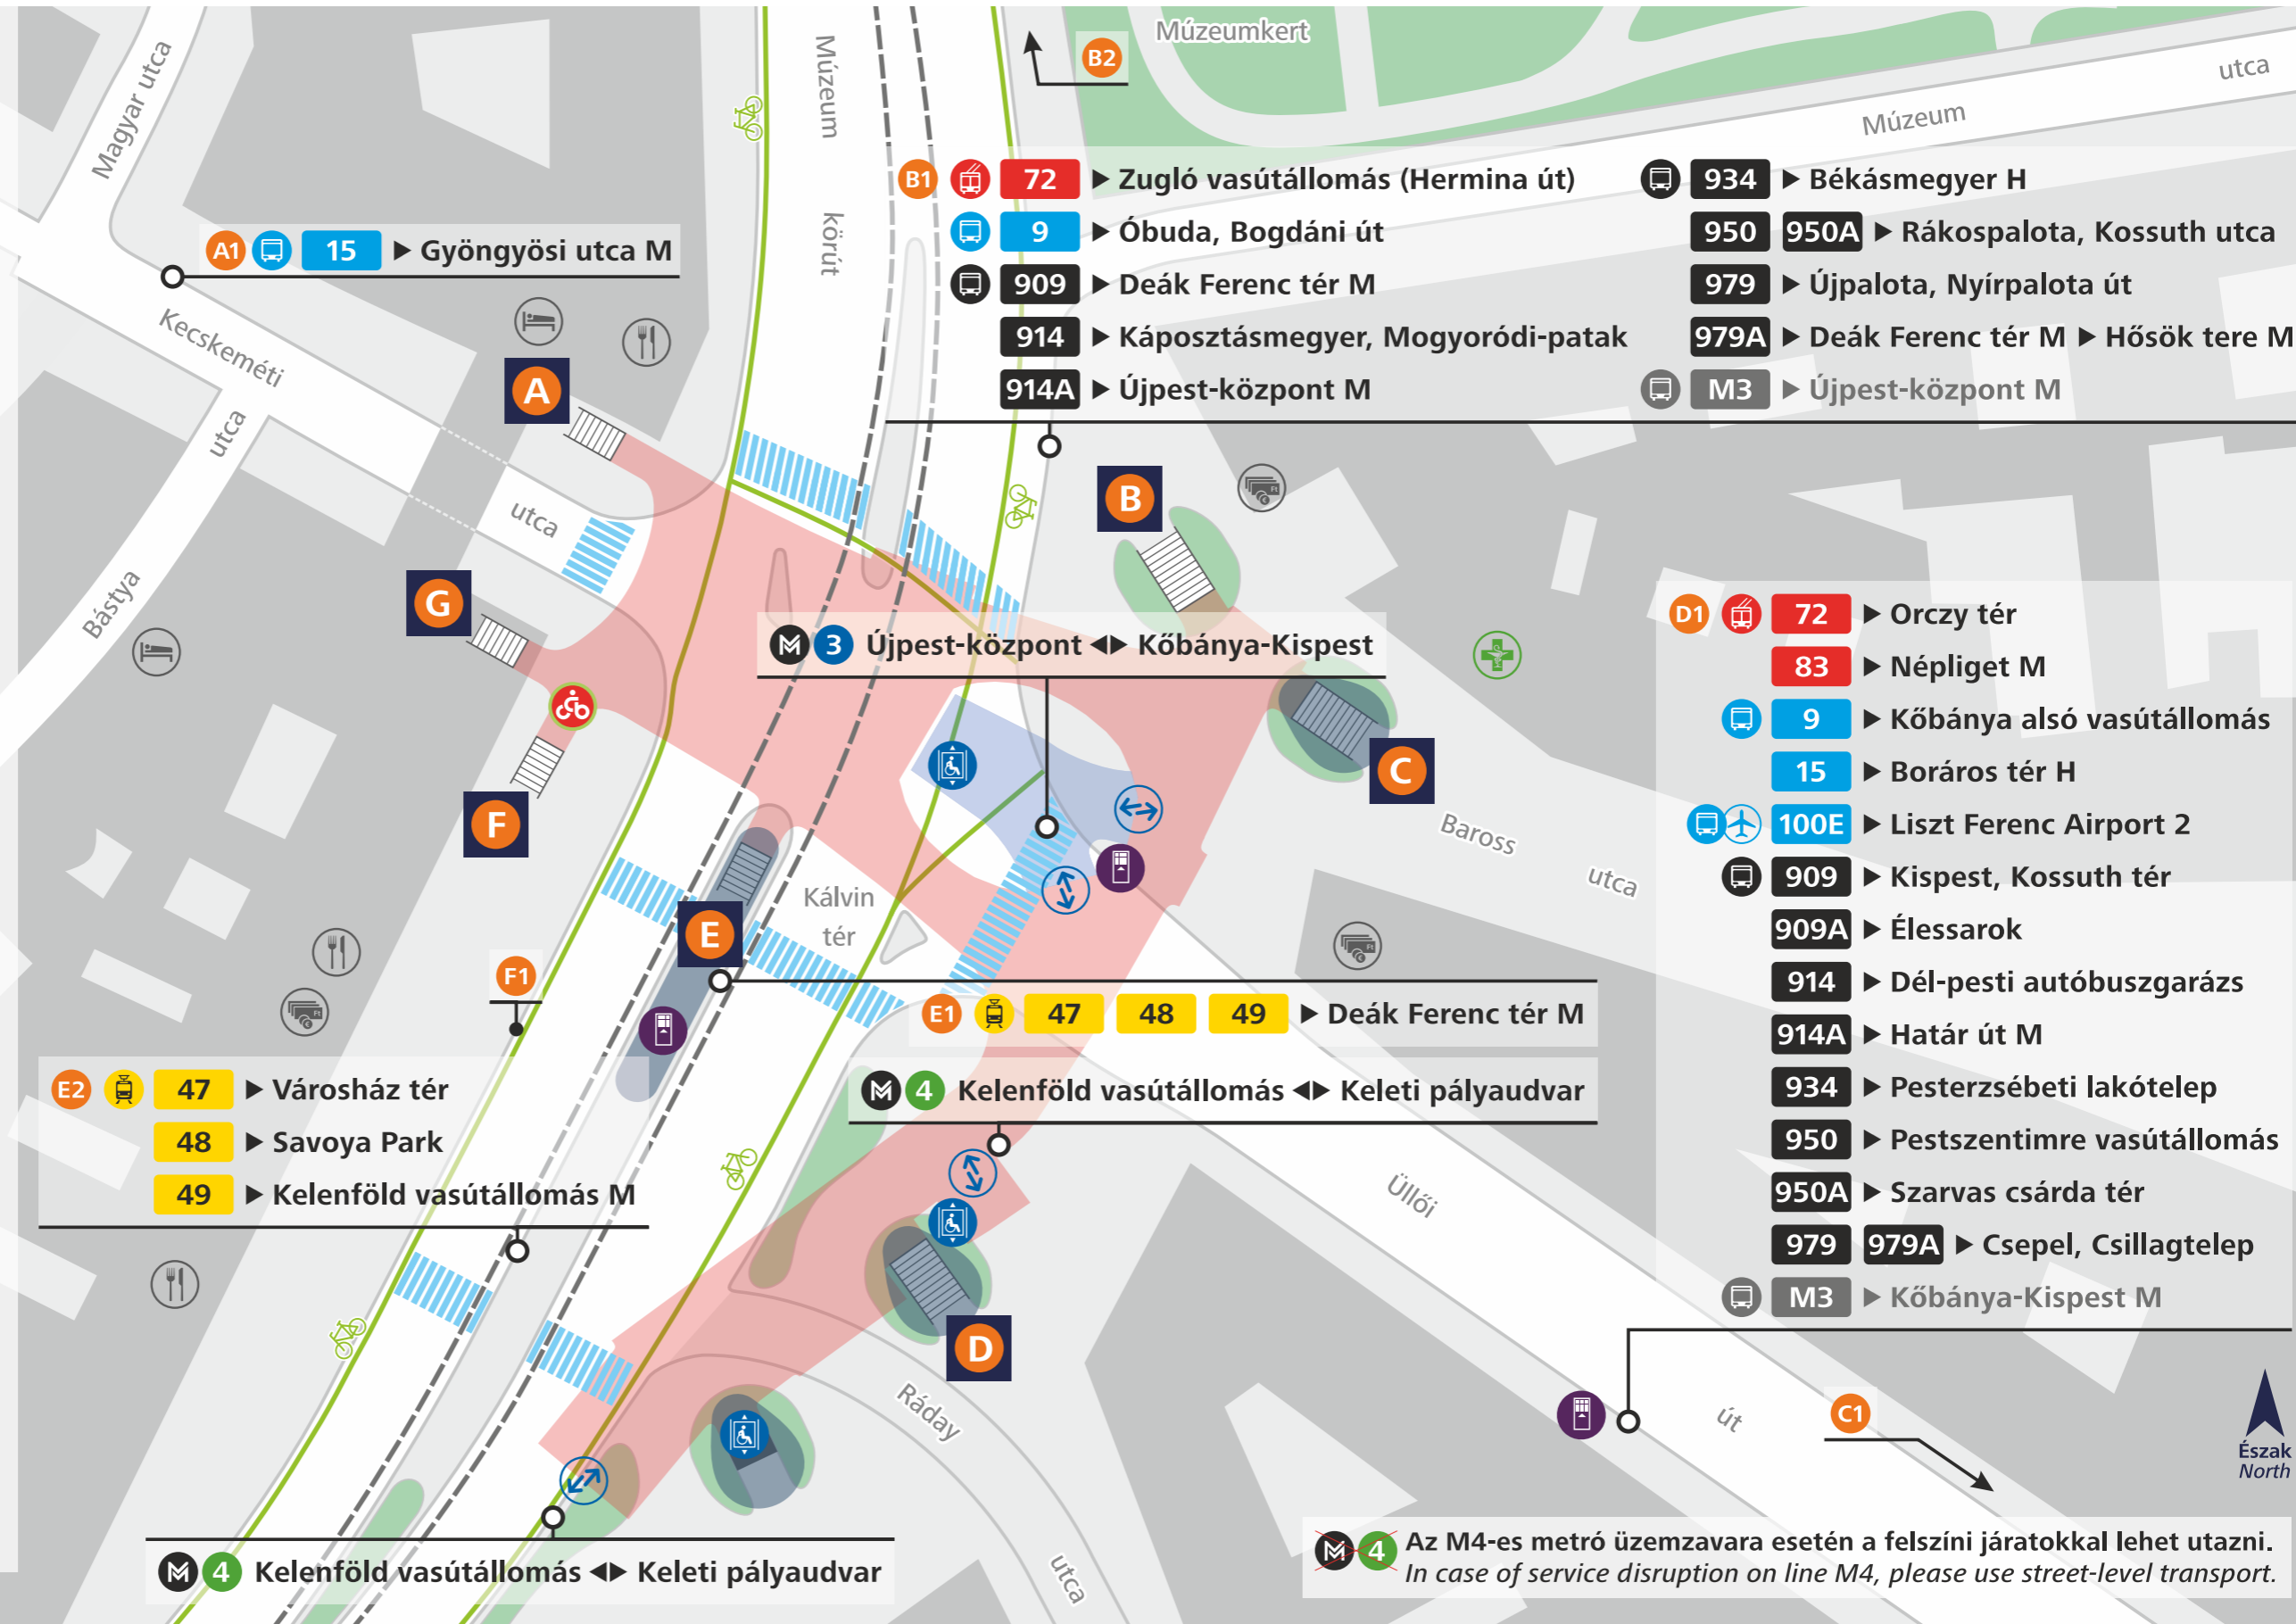 Múzeumkert
B2
Múzeum
körút
Múzeum
utca
Magyar utca
A1 15 ▶ Gyöngyösi utca M
Kecskeméti
utca
Bástya
utca
B1 72 ▶ Zugló vasútállomás (Hermina út)
9 ▶ Óbuda, Bogdáni út
909 ▶ Deák Ferenc tér M
914 ▶ Káposztásmegyer, Mogyoródi-patak
914A ▶ Újpest-központ M
934 ▶ Békásmegyer H
950 950A ▶ Rákospalota, Kossuth utca
979 ▶ Újpalota, Nyírpalota út
979A ▶ Deák Ferenc tér M ▶ Hősök tere M
M3 ▶ Újpest-központ M
A
B
G
F
C
E
D
M 3 Újpest-központ ◀▶ Kőbánya-Kispest
D1 72 ▶ Orczy tér
83 ▶ Népliget M
9 ▶ Kőbánya alsó vasútállomás
15 ▶ Boráros tér H
100E ▶ Liszt Ferenc Airport 2
909 ▶ Kispest, Kossuth tér
909A ▶ Élessarok
914 ▶ Dél-pesti autóbuszgarázs
914A ▶ Határ út M
934 ▶ Pesterzsébeti lakótelep
950 ▶ Pestszentimre vasútállomás
950A ▶ Szarvas csárda tér
979 979A ▶ Csepel, Csillagtelep
M3 ▶ Kőbánya-Kispest M
Baross
utca
Kálvin
tér
F1
E1 47 48 49 ▶ Deák Ferenc tér M
E2 47 ▶ Városház tér
48 ▶ Savoya Park
49 ▶ Kelenföld vasútállomás M
M 4 Kelenföld vasútállomás ◀▶ Keleti pályaudvar
Üllői
út
Ráday
utca
C1
Észak
North
M 4 Kelenföld vasútállomás ◀▶ Keleti pályaudvar
M 4 Az M4-es metró üzemzavara esetén a felszíni járatokkal lehet utazni.
In case of service disruption on line M4, please use street-level transport.